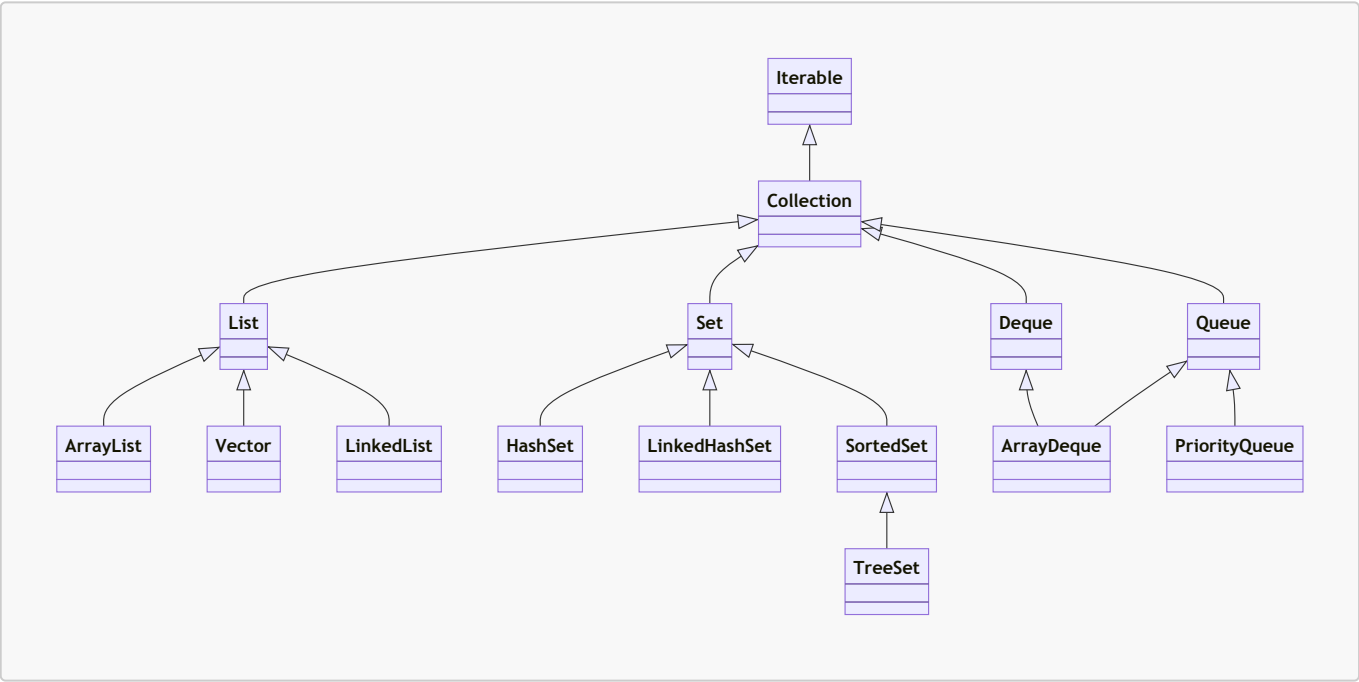 Iterable
Collection
List
Set
Deque
Queue
ArrayList
Vector
LinkedList
HashSet
LinkedHashSet
SortedSet
ArrayDeque
PriorityQueue
TreeSet